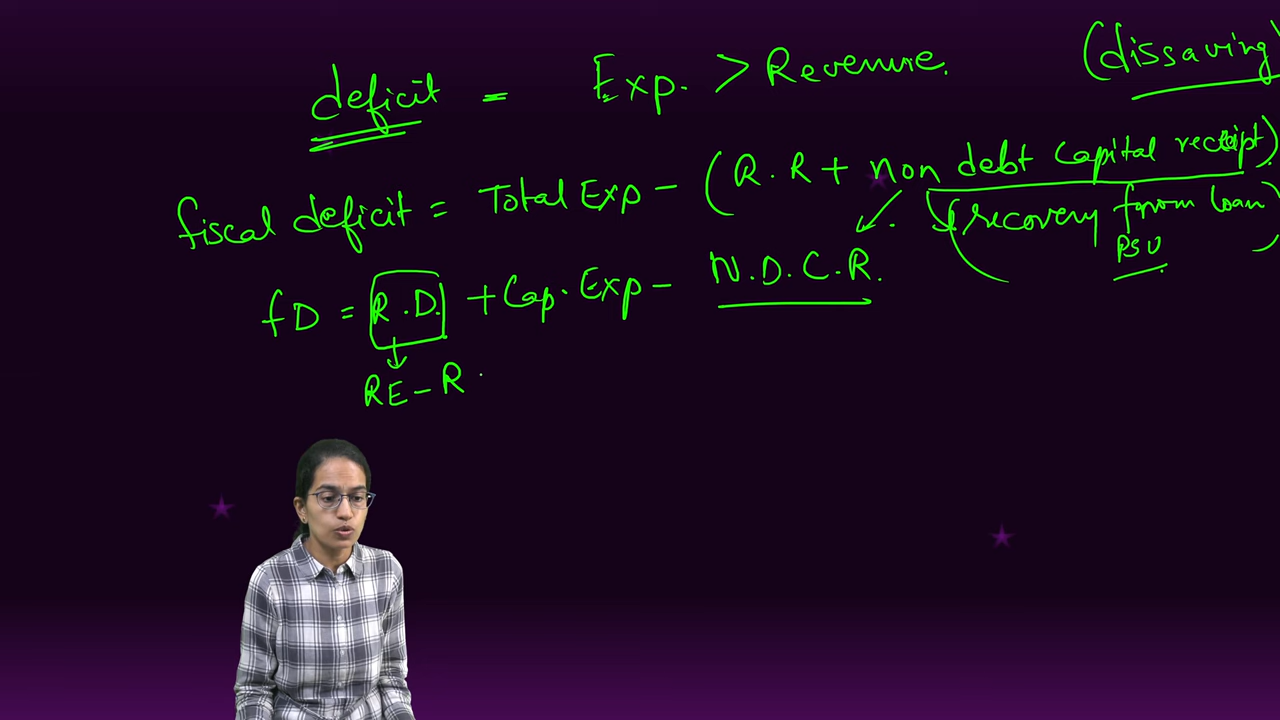 deficit = Exp. > Revenue. (dissaving)
fiscal deficit = Total Exp - (R.R + non debt Capital receipt)
(recovery from loan)
PSU
fD = R.D. + Cap. Exp - N.D.C.R.
RE - R